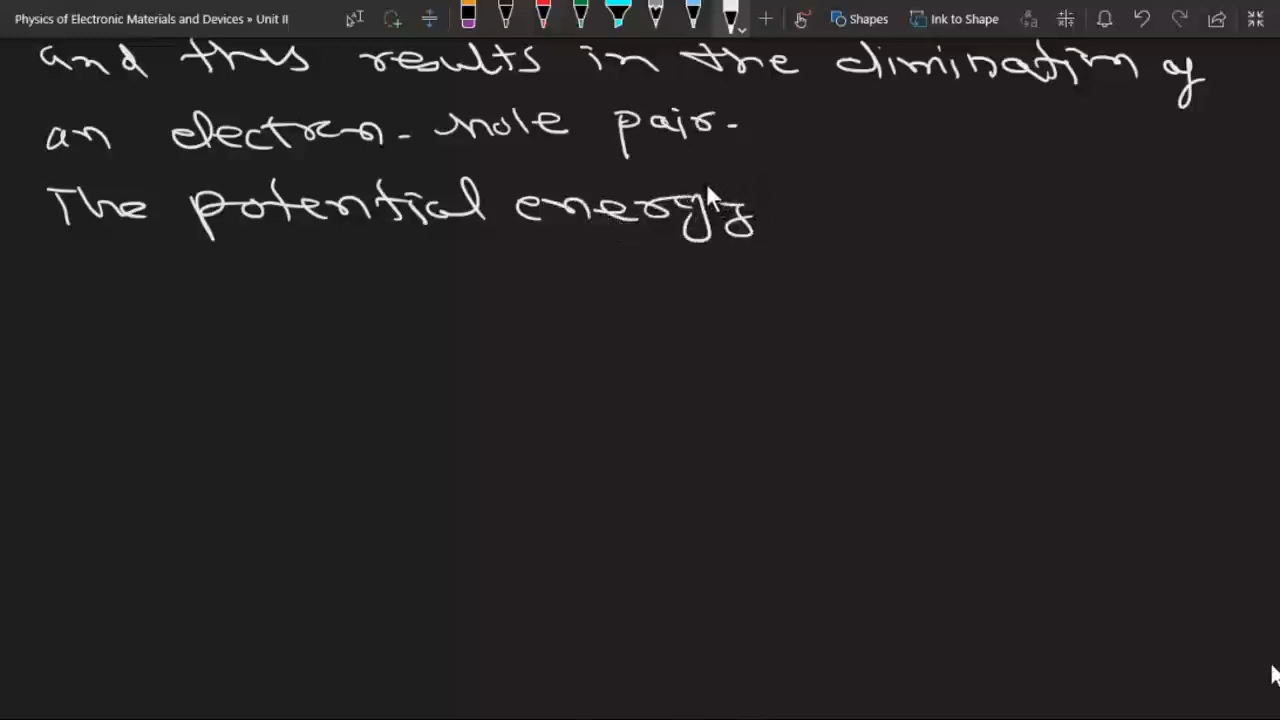 Physics of Electronic Materials and Devices » Unit II
Shapes
Ink to Shape
and this results in the elimination of
an electron-hole pair.
The potential energy